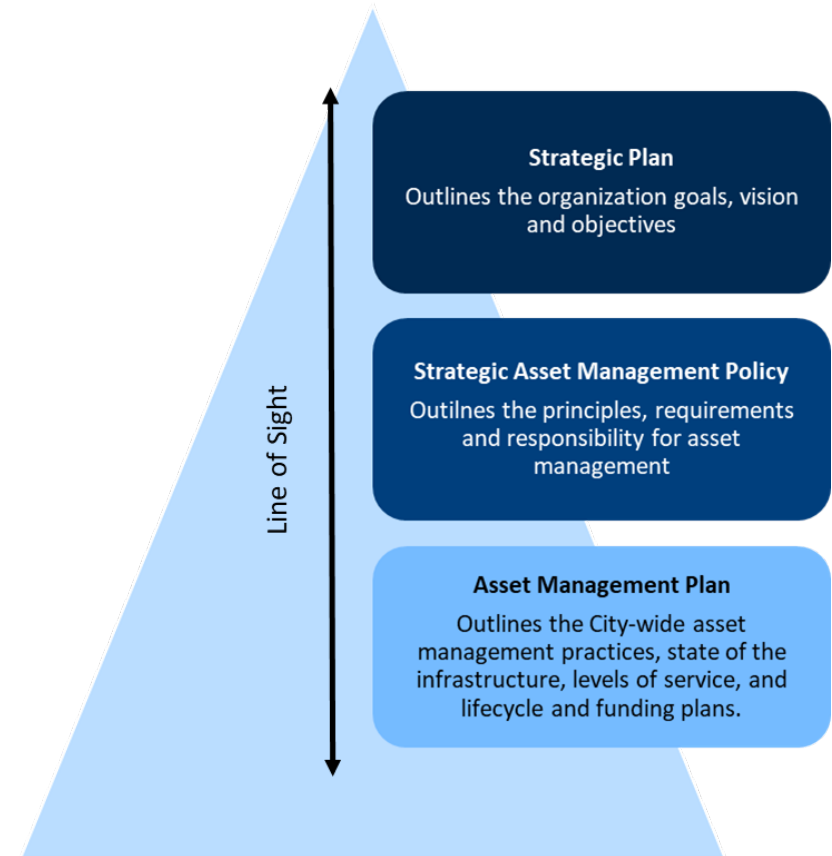 Strategic Plan
Outlines the organization goals, vision
and objectives
Line of Sight
Strategic Asset Management Policy
Outilnes the principles, requirements
and responsibility for asset
management
Asset Management Plan
Outlines the City-wide asset
management practices, state of the
infrastructure, levels of service, and
lifecycle and funding plans.